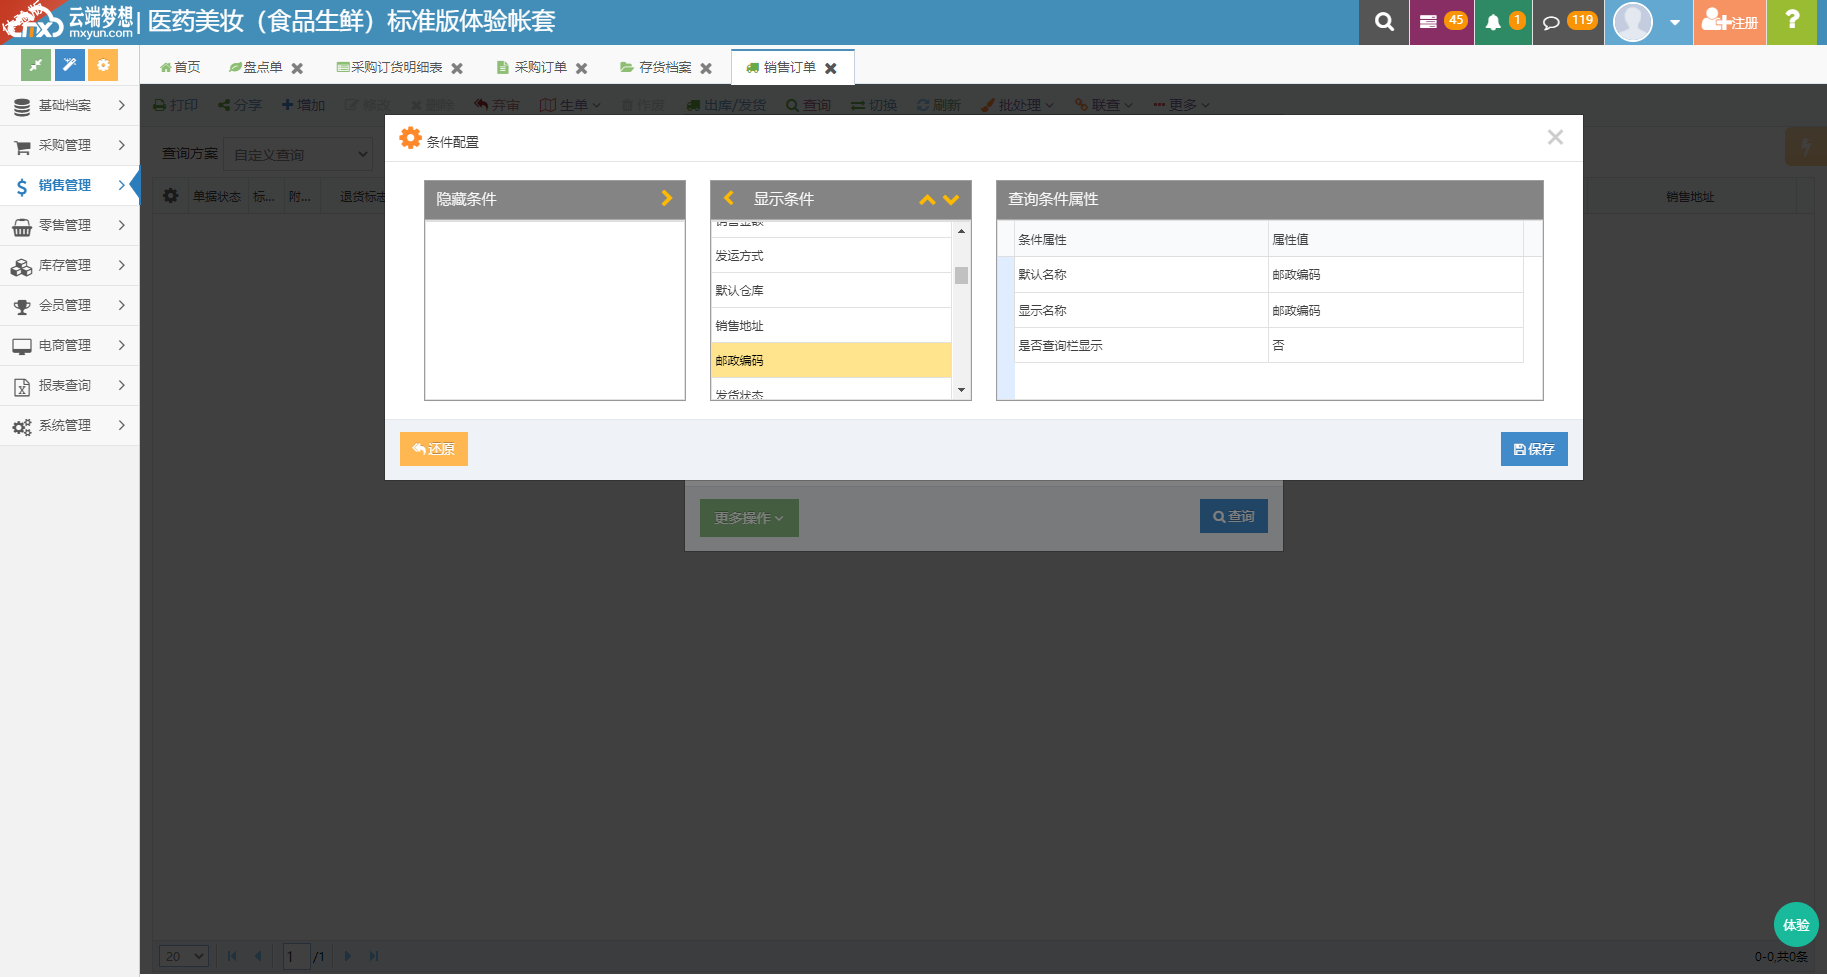 云端梦想
mxyun.com
医药美妆（食品生鲜）标准版体验帐套
45
1
119
注册
?
首页
盘点单
采购订货明细表
采购订单
存货档案
销售订单
基础档案
采购管理
销售管理
零售管理
库存管理
会员管理
电商管理
报表查询
系统管理
打印
分享
增加
修改
删除
弃审
生单
作废
出库/发货
查询
切换
刷新
批处理
联查
更多
查询方案
自定义查询
单据状态
标...
附...
退货标志
销售地址
条件配置
隐藏条件
显示条件
销售金额
发运方式
默认仓库
销售地址
邮政编码
发货状态
查询条件属性
条件属性
属性值
默认名称
邮政编码
显示名称
邮政编码
是否查询栏显示
否
还原
保存
更多操作
查询
体验
20
1
/1
0-0,共0条